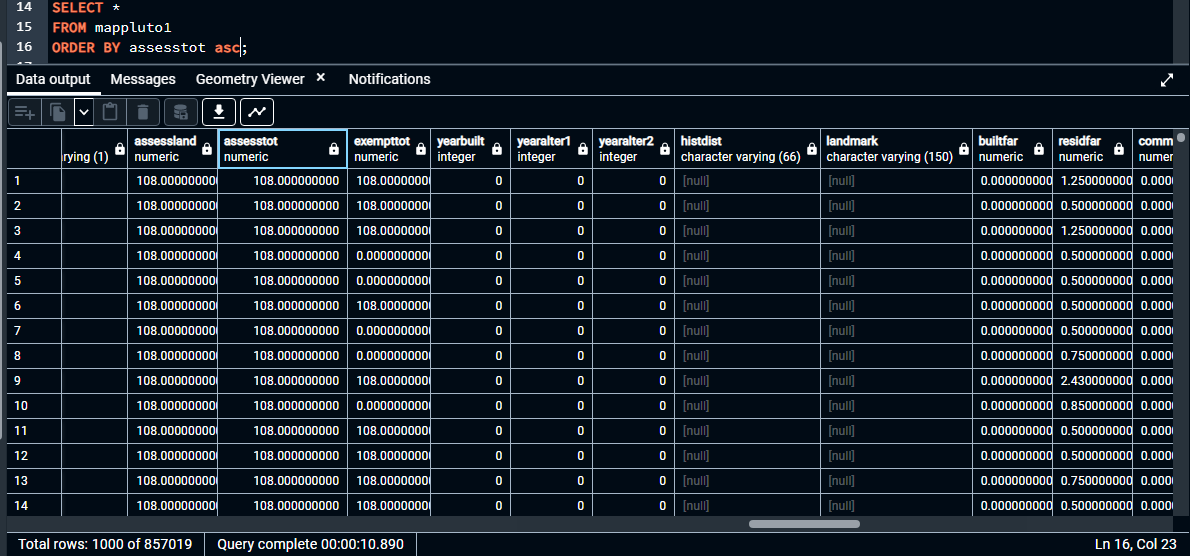 14 SELECT *
15 FROM mappluto1
16 ORDER BY assesstot asc;
Data output Messages Geometry Viewer × Notifications
assessland assesstot exempttot yearbuilt yearalter1 yearalter2 histdist landmark builtfar residfar comm
rying (1) numeric numeric numeric integer integer integer character varying (66) character varying (150) numeric numeric numer
1 108.00000000 108.000000000 108.0000000 0 0 0 [null] [null] 0.000000000 1.250000000 0.0000
2 108.00000000 108.000000000 108.0000000 0 0 0 [null] [null] 0.000000000 0.500000000 0.0000
3 108.00000000 108.000000000 108.0000000 0 0 0 [null] [null] 0.000000000 1.250000000 0.0000
4 108.00000000 108.000000000 0.000000000 0 0 0 [null] [null] 0.000000000 0.500000000 0.0000
5 108.00000000 108.000000000 0.000000000 0 0 0 [null] [null] 0.000000000 0.500000000 0.0000
6 108.00000000 108.000000000 108.0000000 0 0 0 [null] [null] 0.000000000 0.500000000 0.0000
7 108.00000000 108.000000000 0.000000000 0 0 0 [null] [null] 0.000000000 0.500000000 0.0000
8 108.00000000 108.000000000 0.000000000 0 0 0 [null] [null] 0.000000000 0.750000000 0.0000
9 108.00000000 108.000000000 108.0000000 0 0 0 [null] [null] 0.000000000 2.430000000 0.0000
10 108.00000000 108.000000000 0.000000000 0 0 0 [null] [null] 0.000000000 0.850000000 0.0000
11 108.00000000 108.000000000 108.0000000 0 0 0 [null] [null] 0.000000000 0.500000000 0.0000
12 108.00000000 108.000000000 108.0000000 0 0 0 [null] [null] 0.000000000 0.500000000 0.0000
13 108.00000000 108.000000000 108.0000000 0 0 0 [null] [null] 0.000000000 0.750000000 0.0000
14 108.00000000 108.000000000 108.0000000 0 0 0 [null] [null] 0.000000000 0.500000000 0.0000
Total rows: 1000 of 857019 Query complete 00:00:10.890 Ln 16, Col 23